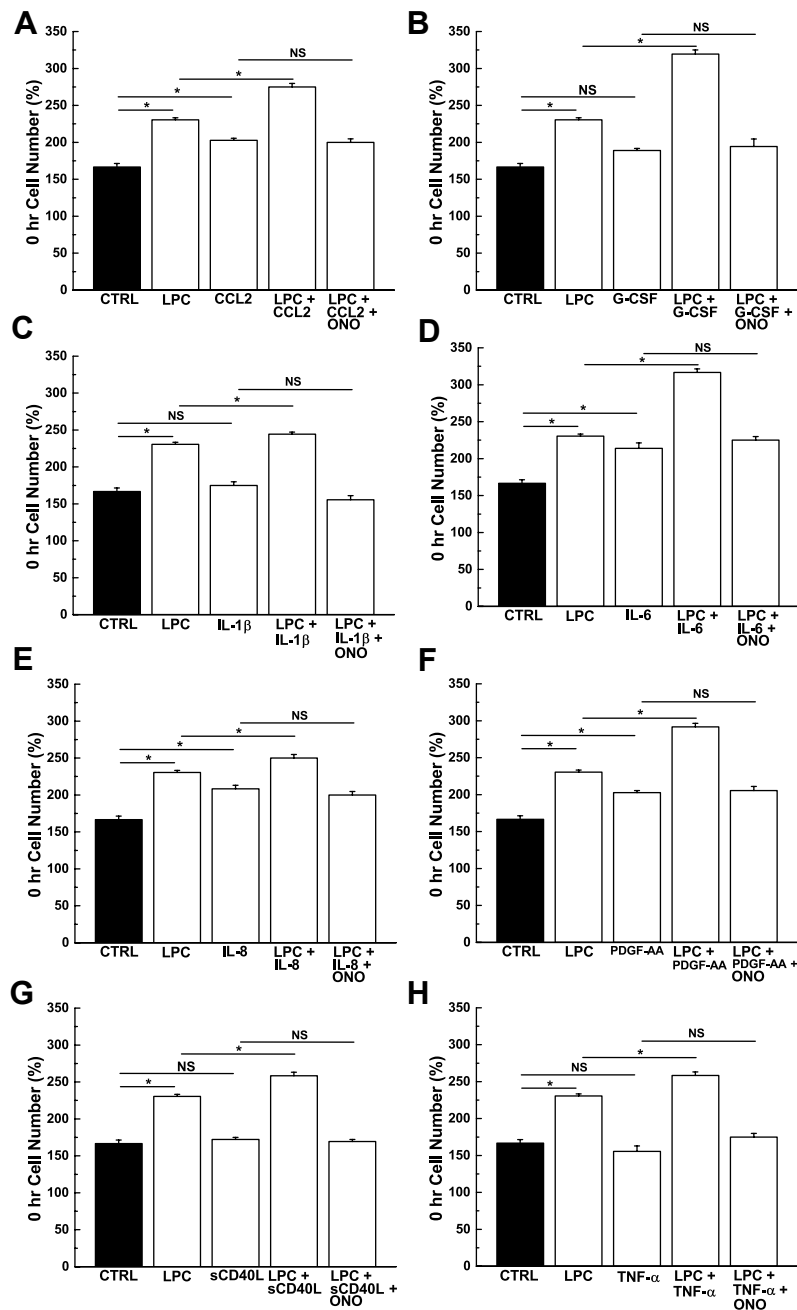 A
0 hr Cell Number (%)
350
300
250
200
150
100
50
0
NS
*
*
*
CTRL
LPC
CCL2
LPC +
CCL2
LPC +
CCL2 +
ONO
B
0 hr Cell Number (%)
350
300
250
200
150
100
50
0
NS
*
NS
*
CTRL
LPC
G-CSF
LPC +
G-CSF
LPC +
G-CSF +
ONO
C
0 hr Cell Number (%)
350
300
250
200
150
100
50
0
NS
*
NS
*
CTRL
LPC
IL-1β
LPC +
IL-1β
LPC +
IL-1β +
ONO
D
0 hr Cell Number (%)
350
300
250
200
150
100
50
0
NS
*
*
*
CTRL
LPC
IL-6
LPC +
IL-6
LPC +
IL-6 +
ONO
E
0 hr Cell Number (%)
350
300
250
200
150
100
50
0
NS
*
*
*
CTRL
LPC
IL-8
LPC +
IL-8
LPC +
IL-8 +
ONO
F
0 hr Cell Number (%)
350
300
250
200
150
100
50
0
NS
*
*
*
CTRL
LPC
PDGF-AA
LPC +
PDGF-AA
LPC +
PDGF-AA +
ONO
G
0 hr Cell Number (%)
350
300
250
200
150
100
50
0
NS
*
NS
*
CTRL
LPC
sCD40L
LPC +
sCD40L
LPC +
sCD40L +
ONO
H
0 hr Cell Number (%)
350
300
250
200
150
100
50
0
NS
*
NS
*
CTRL
LPC
TNF-α
LPC +
TNF-α
LPC +
TNF-α +
ONO